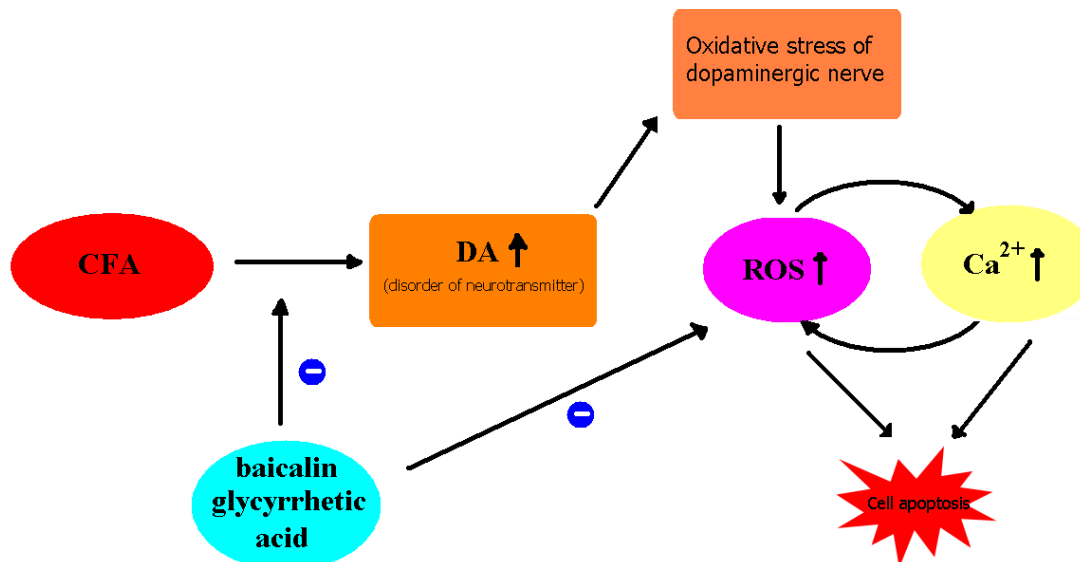 Oxidative stress of
dopaminergic nerve
CFA
DA
(disorder of neurotransmitter)
ROS
Ca²⁺
baicalin
glycyrrhetic
acid
Cell apoptosis